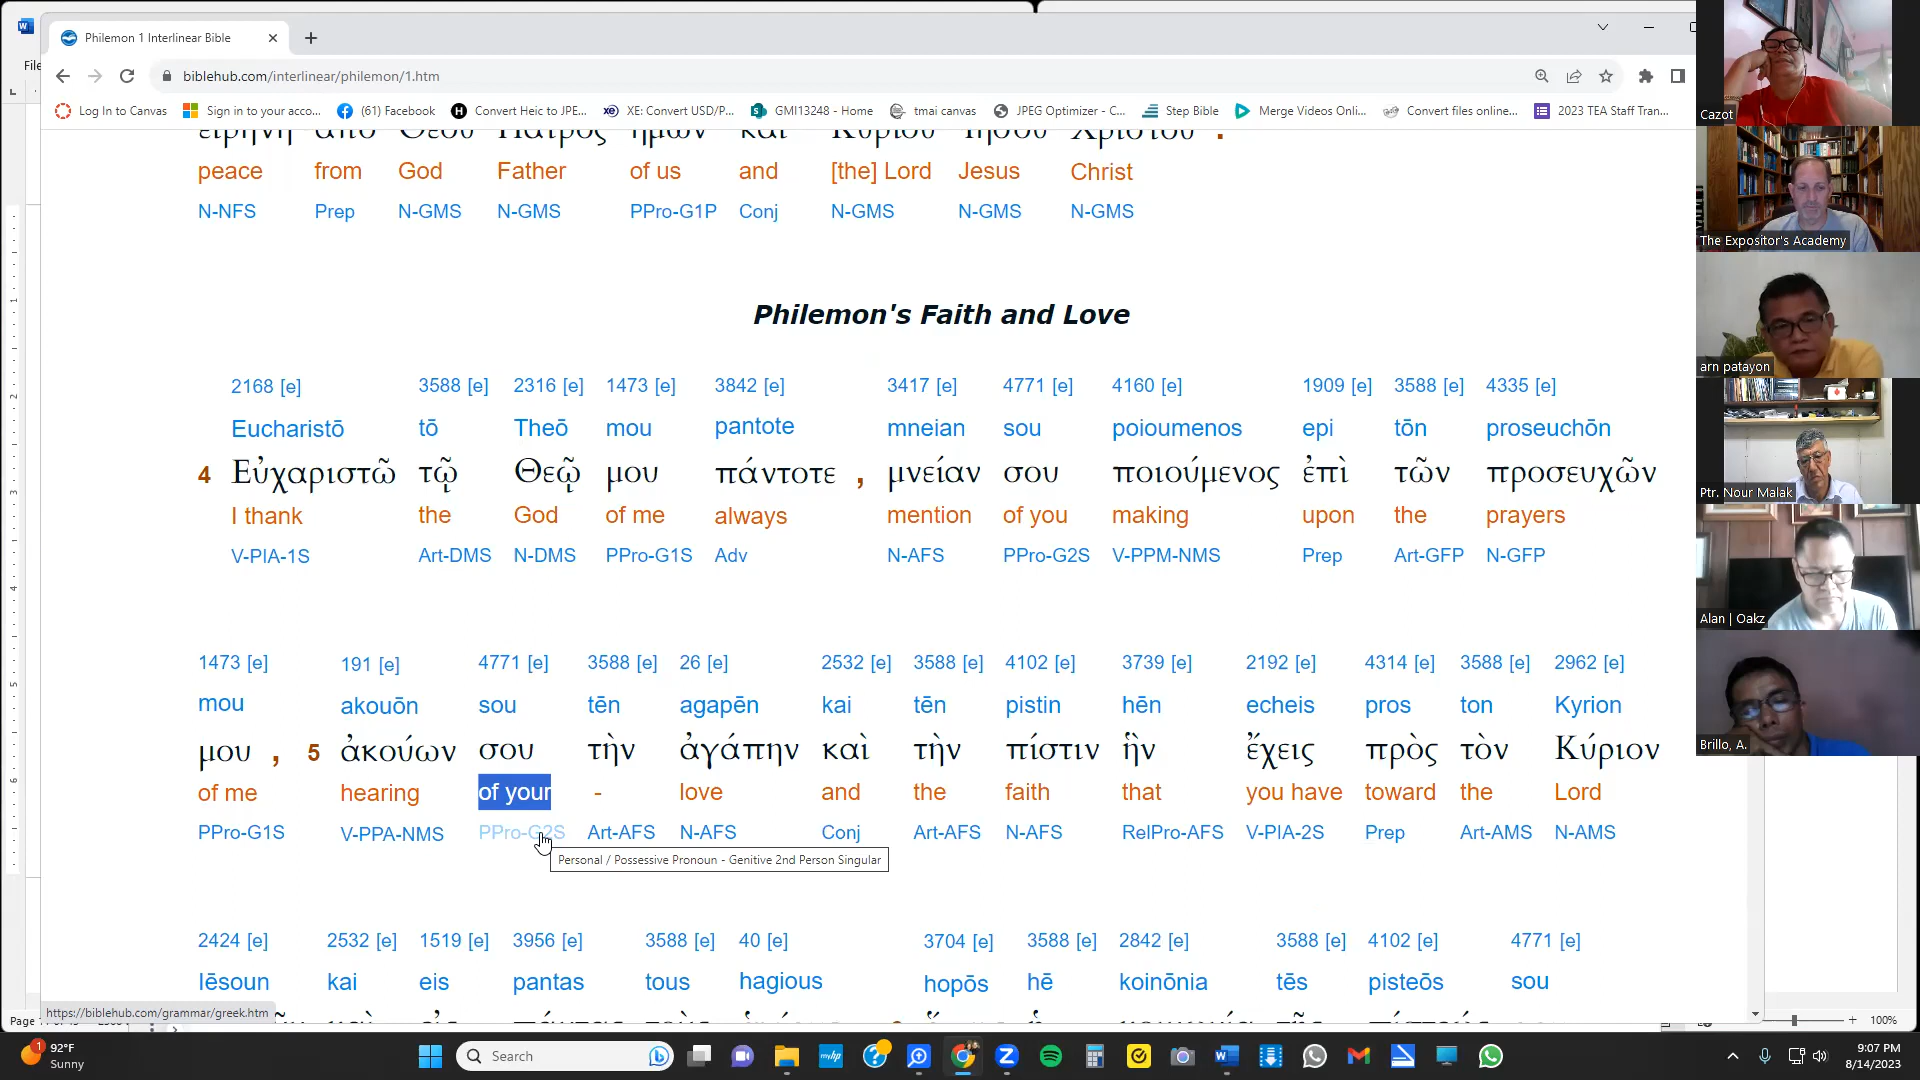 Philemon 1 Interlinear Bible
File
biblehub.com/interlinear/philemon/1.htm
Log In to Canvas Sign in to your acco... (61) Facebook Convert Heic to JPE... XE: Convert USD/P... GMI13248 - Home tmai canvas JPEG Optimizer - C... Step Bible Merge Videos Onli... Convert files online... 2023 TEA Staff Tran...
peace from God Father of us and [the] Lord Jesus Christ
N-NFS Prep N-GMS N-GMS PPro-G1P Conj N-GMS N-GMS N-GMS
Philemon's Faith and Love
2168 [e] 3588 [e] 2316 [e] 1473 [e] 3842 [e] 3417 [e] 4771 [e] 4160 [e] 1909 [e] 3588 [e] 4335 [e]
Eucharistō tō Theō mou pantote mneian sou poioumenos epi tōn proseuchōn
4 Εὐχαριστῶ τῷ Θεῷ μου πάντοτε , μνείαν σου ποιούμενος ἐπὶ τῶν προσευχῶν
I thank the God of me always mention of you making upon the prayers
V-PIA-1S Art-DMS N-DMS PPro-G1S Adv N-AFS PPro-G2S V-PPM-NMS Prep Art-GFP N-GFP
1473 [e] 191 [e] 4771 [e] 3588 [e] 26 [e] 2532 [e] 3588 [e] 4102 [e] 3739 [e] 2192 [e] 4314 [e] 3588 [e] 2962 [e]
mou akouōn sou tēn agapēn kai tēn pistin hēn echeis pros ton Kyrion
μου , 5 ἀκούων σου τὴν ἀγάπην καὶ τὴν πίστιν ἣν ἔχεις πρὸς τὸν Κύριον
of me hearing of your - love and the faith that you have toward the Lord
PPro-G1S V-PPA-NMS PPro-G2S Art-AFS N-AFS Conj Art-AFS N-AFS RelPro-AFS V-PIA-2S Prep Art-AMS N-AMS
Personal / Possessive Pronoun - Genitive 2nd Person Singular
2424 [e] 2532 [e] 1519 [e] 3956 [e] 3588 [e] 40 [e] 3704 [e] 3588 [e] 2842 [e] 3588 [e] 4102 [e] 4771 [e]
Iēsoun kai eis pantas tous hagious hopōs hē koinōnia tēs pisteōs sou
https://biblehub.com/grammar/greek.htm
Page
100%
Cazot
The Expositor's Academy
arn patayon
Ptr. Nour Malak
Alan | Oakz
Brillo, A.
92°F
Sunny
Search
9:07 PM
8/14/2023